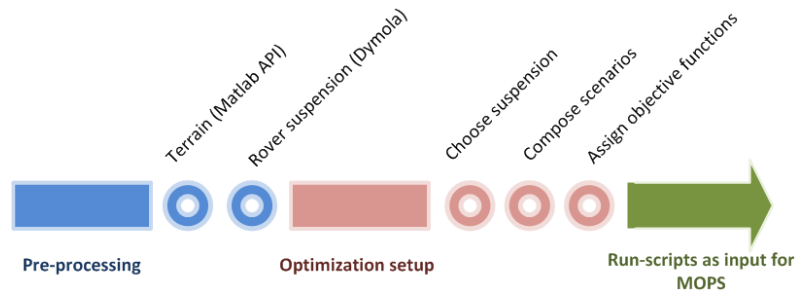 Terrain (Matlab API)
Rover suspension (Dymola)
Choose suspension
Compose scenarios
Assign objective functions
Pre-processing
Optimization setup
Run-scripts as input for
MOPS